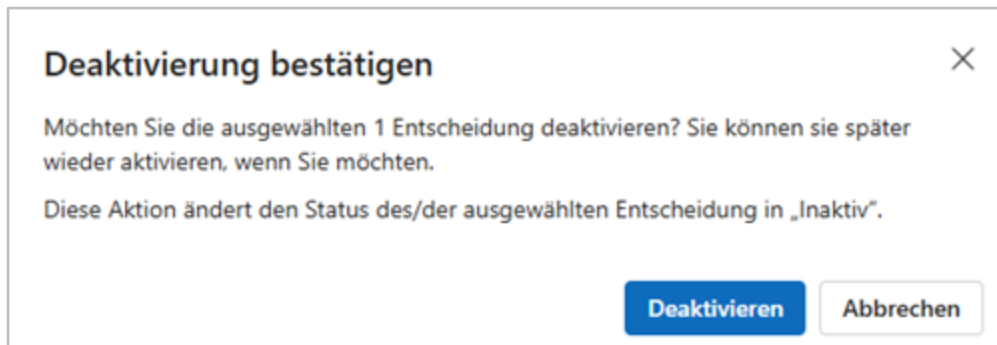 Deaktivierung bestätigen
Möchten Sie die ausgewählten 1 Entscheidung deaktivieren? Sie können sie später
wieder aktivieren, wenn Sie möchten.
Diese Aktion ändert den Status des/der ausgewählten Entscheidung in „Inaktiv“.
Deaktivieren
Abbrechen